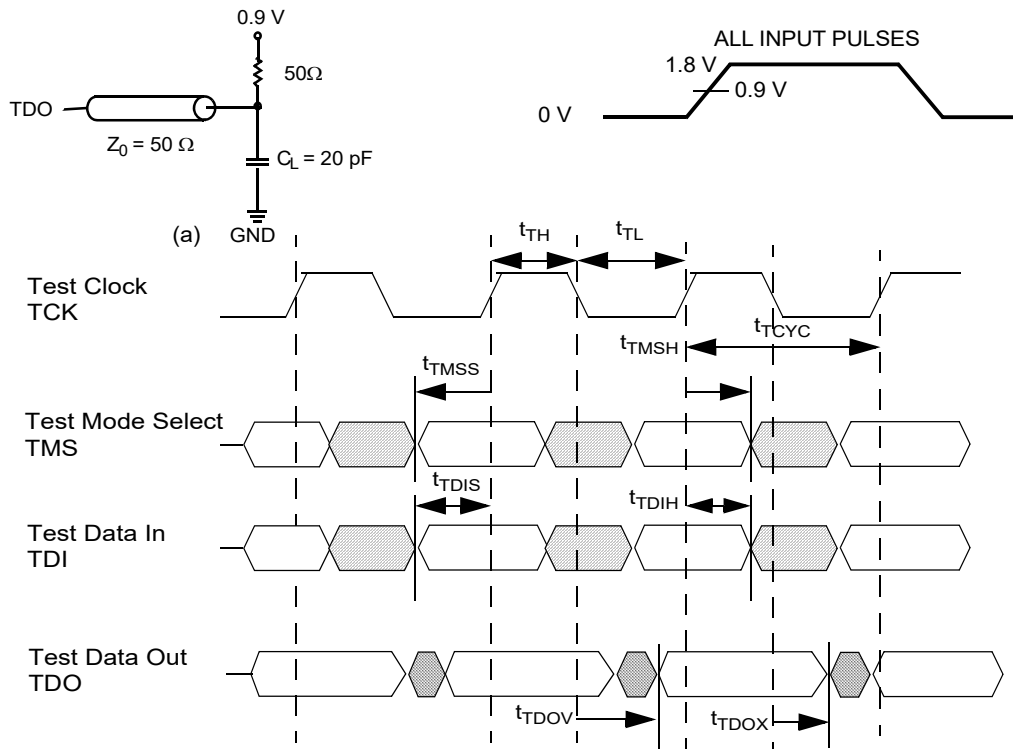 0.9 V
ALL INPUT PULSES
50Ω
1.8 V
0.9 V
TDO
0 V
Z0 = 50 Ω
CL = 20 pF
(a)
GND
tTH
tTL
Test Clock
TCK
tTCYC
tTMSH
tTMSS
Test Mode Select
TMS
tTDIS
tTDIH
Test Data In
TDI
Test Data Out
TDO
tTDOV
tTDOX